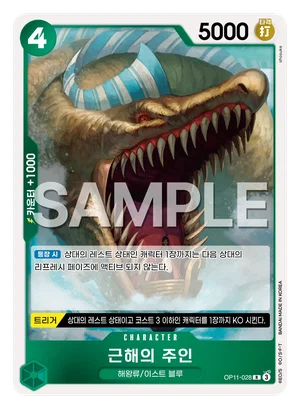 4
5000
타격
打
카운터 +1000
SAMPLE
등장 시 상대의 레스트 상태인 캐릭터 1장까지는 다음 상대의
리프레시 페이즈에 액티브 되지 않는다.
트리거 상대의 레스트 상태이고 코스트 3 이하인 캐릭터를 1장까지 KO 시킨다.
CHARACTER
근해의 주인
해왕류/이스트 블루
OP11-028 R 3
BANDAI MADE IN KOREA